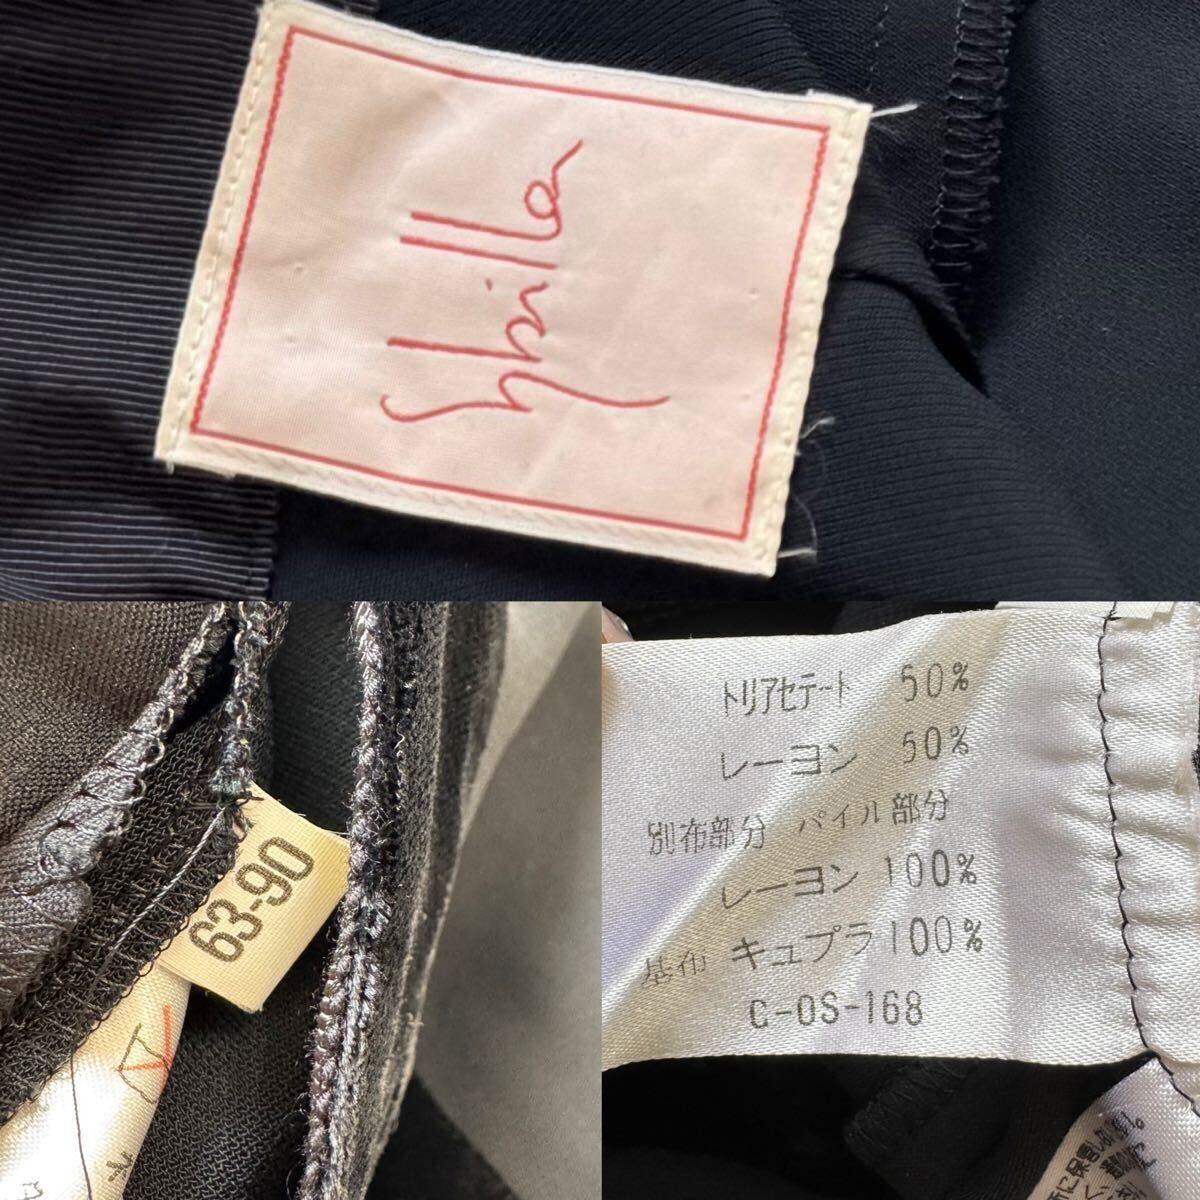 Sybilla
63-90
トリアセテート 50%
レーヨン 50%
別布部分 パイル部分
レーヨン 100%
基布 キュプラ 100%
C-OS-168